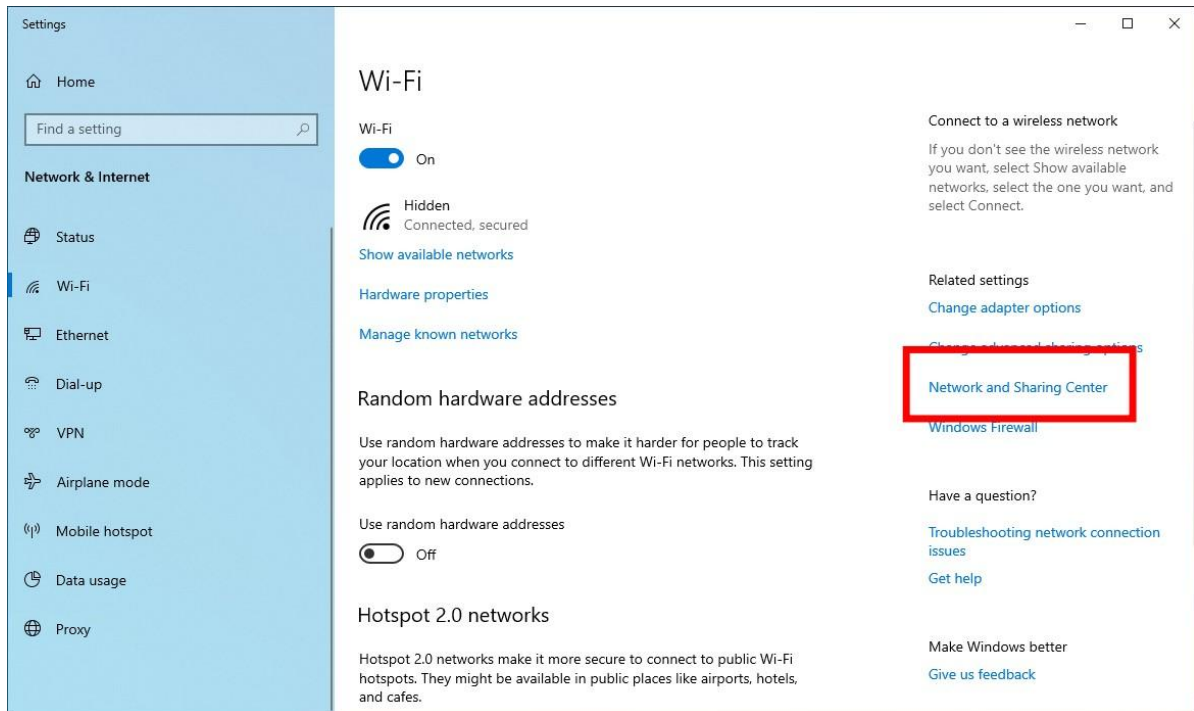 Settings
Home
Find a setting
Network & Internet
Status
Wi-Fi
Ethernet
Dial-up
VPN
Airplane mode
Mobile hotspot
Data usage
Proxy
Wi-Fi
Wi-Fi
On
Hidden
Connected, secured
Show available networks
Hardware properties
Manage known networks
Random hardware addresses
Use random hardware addresses to make it harder for people to track
your location when you connect to different Wi-Fi networks. This setting
applies to new connections.
Use random hardware addresses
Off
Hotspot 2.0 networks
Hotspot 2.0 networks make it more secure to connect to public Wi-Fi
hotspots. They might be available in public places like airports, hotels,
and cafes.
Connect to a wireless network
If you don't see the wireless network
you want, select Show available
networks, select the one you want, and
select Connect.
Related settings
Change adapter options
Change advanced sharing options
Network and Sharing Center
Windows Firewall
Have a question?
Troubleshooting network connection
issues
Get help
Make Windows better
Give us feedback